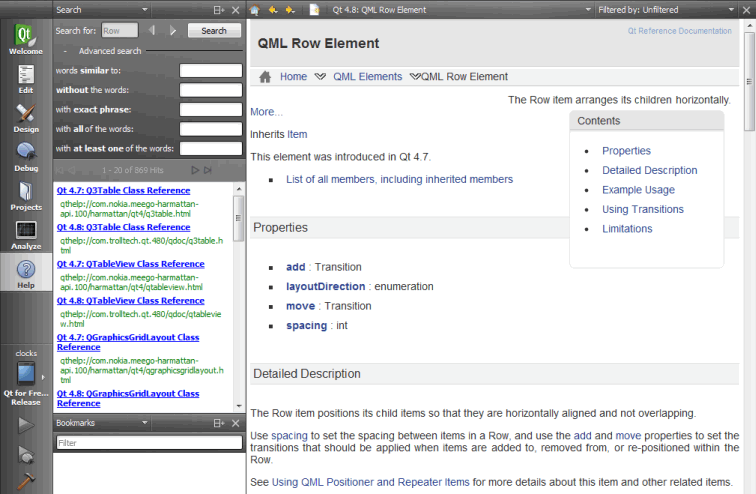 Welcome
Edit
Design
Debug
Projects
Analyze
Help
clocks
Qt for Fre...
Release
Search
Search for:
Row
Search
Advanced search
words similar to:
without the words:
with exact phrase:
with all of the words:
with at least one of the words:
1 - 20 of 869 Hits
Qt 4.7: Q3Table Class Reference
qthelp://com.nokia.meego-harmattan-
api.100/harmattan/qt4/q3table.html
Qt 4.8: Q3Table Class Reference
qthelp://com.trolltech.qt.480/qdoc/q3table.h
tml
Qt 4.7: QTableView Class Reference
qthelp://com.nokia.meego-harmattan-
api.100/harmattan/qt4/qtableview.html
Qt 4.8: QTableView Class Reference
qthelp://com.trolltech.qt.480/qdoc/qtableview
w.html
Qt 4.7: QGraphicsGridLayout Class
Reference
qthelp://com.nokia.meego-harmattan-
api.100/harmattan/qt4/qgraphicsgridlayout.h
tml
Qt 4.8: QGraphicsGridLayout Class
Reference
Bookmarks
Filter
Qt 4.8: QML Row Element
Filtered by: Unfiltered
Qt Reference Documentation
QML Row Element
Home QML Elements QML Row Element
The Row item arranges its children horizontally.
More...
Inherits Item
This element was introduced in Qt 4.7.
List of all members, including inherited members
Contents
Properties
Detailed Description
Example Usage
Using Transitions
Limitations
Properties
add : Transition
layoutDirection : enumeration
move : Transition
spacing : int
Detailed Description
The Row item positions its child items so that they are horizontally aligned and not overlapping.
Use spacing to set the spacing between items in a Row, and use the add and move properties to set the
transitions that should be applied when items are added to, removed from, or re-positioned within the
Row.
See Using QML Positioner and Repeater Items for more details about this item and other related items.